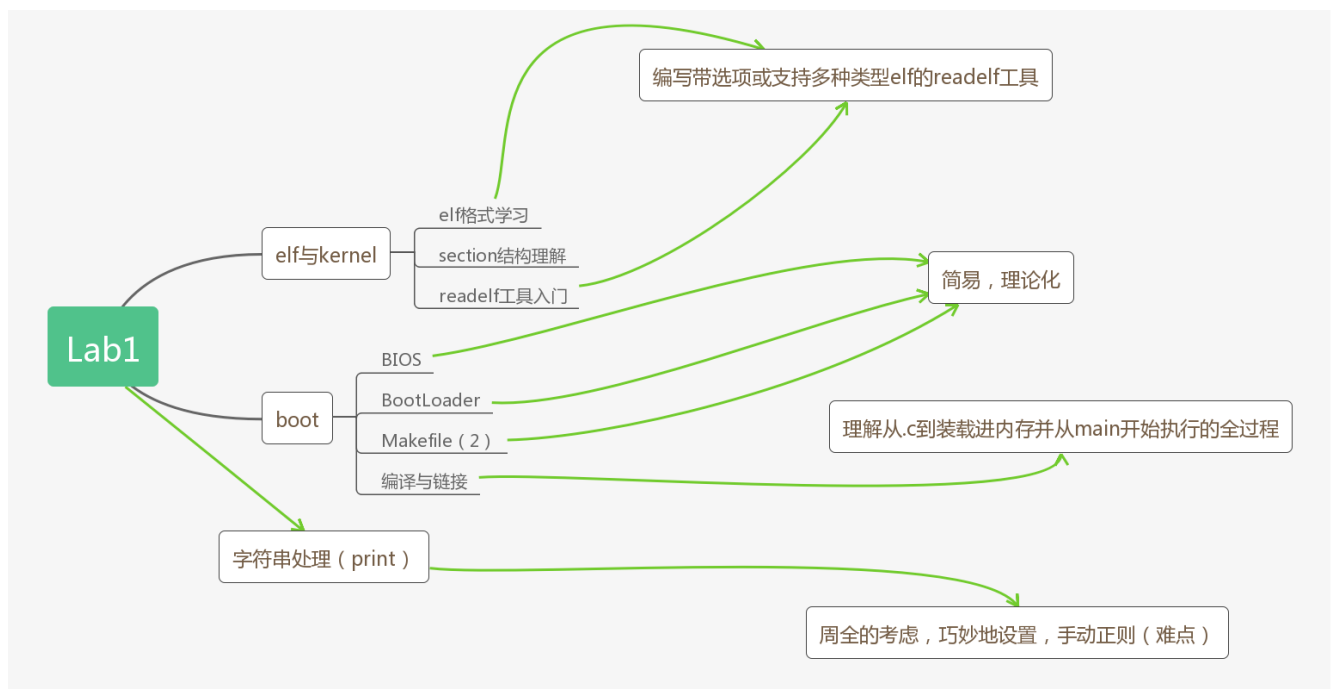 编写带选项或支持多种类型elf的readelf工具
elf格式学习
elf与kernel
section结构理解
readelf工具入门
简易，理论化
Lab1
BIOS
BootLoader
boot
Makefile（2）
编译与链接
理解从.c到装载进内存并从main开始执行的全过程
字符串处理（print）
周全的考虑，巧妙地设置，手动正则（难点）